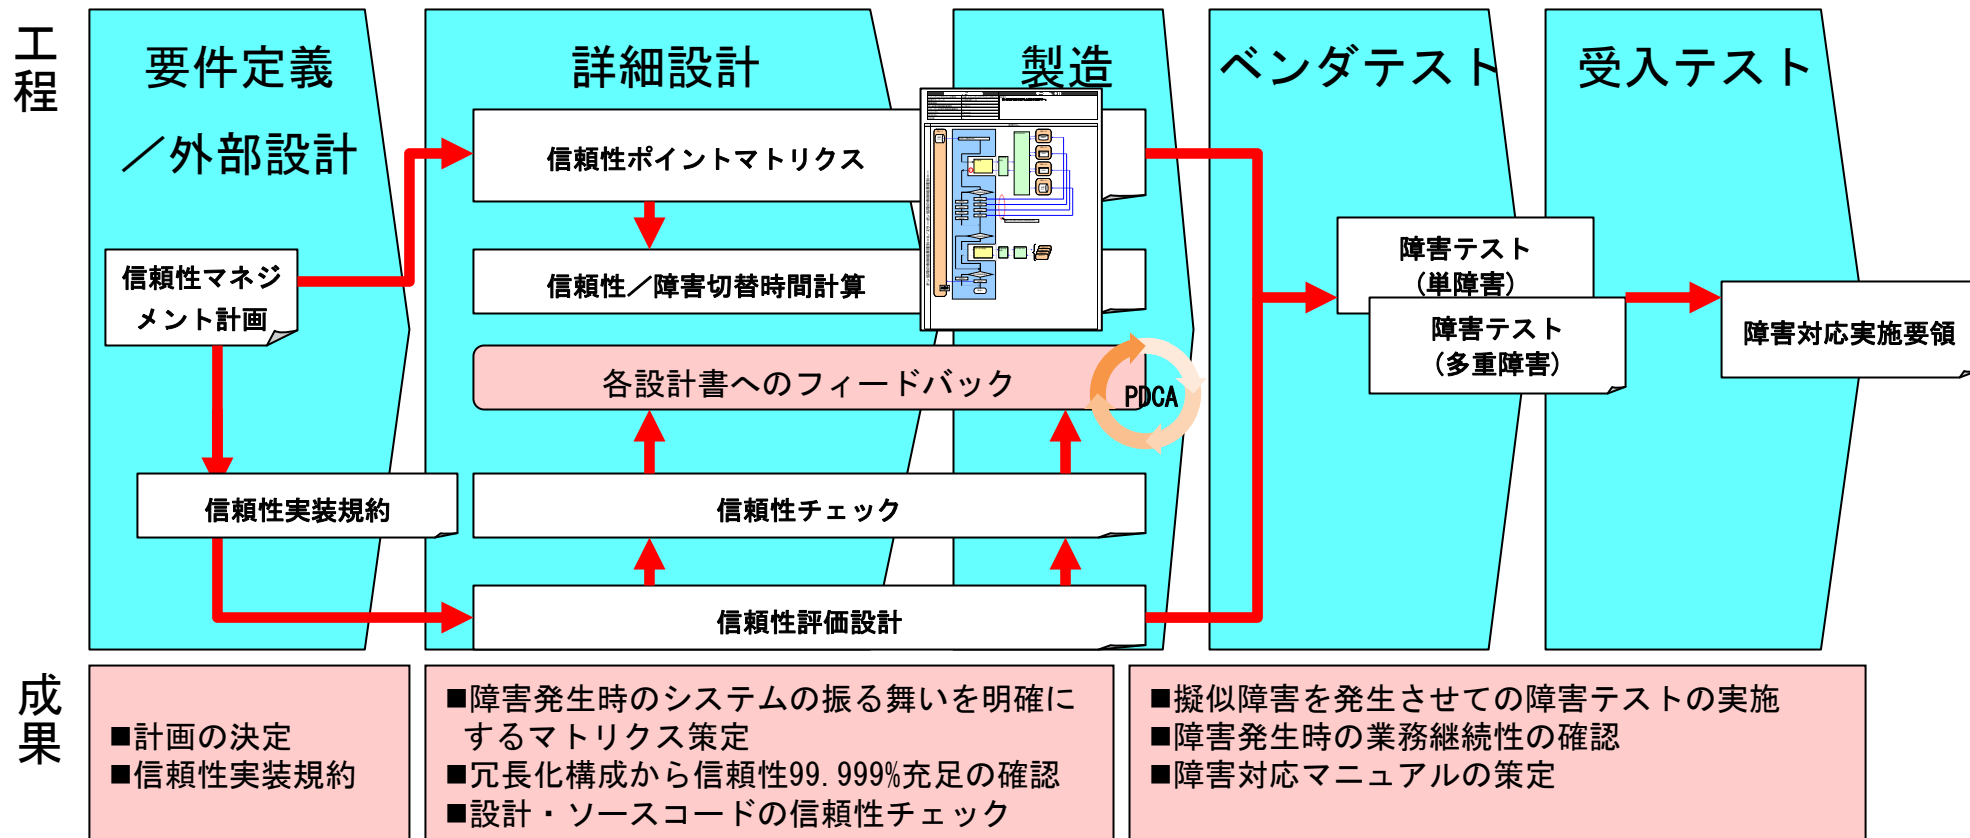 工程
要件定義
／外部設計
詳細設計
製造
ベンダテスト
受入テスト
信頼性ポイントマトリクス
信頼性マネジ
メント計画
信頼性／障害切替時間計算
障害テスト
(単障害)
障害テスト
(多重障害)
障害対応実施要領
各設計書へのフィードバック
PDCA
信頼性実装規約
信頼性チェック
信頼性評価設計
成果
■計画の決定
■信頼性実装規約
■障害発生時のシステムの振る舞いを明確に
するマトリクス策定
■冗長化構成から信頼性99.999%充足の確認
■設計・ソースコードの信頼性チェック
■擬似障害を発生させての障害テストの実施
■障害発生時の業務継続性の確認
■障害対応マニュアルの策定